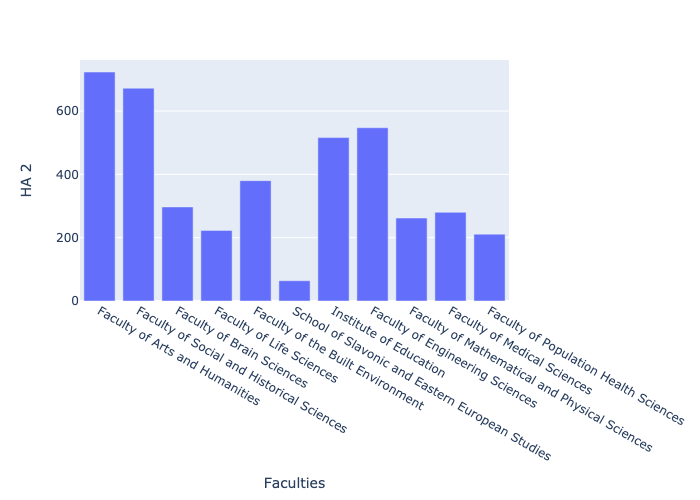 600
400
200
0
HA 2
Faculty of Arts and Humanities
Faculty of Social and Historical Sciences
Faculty of Brain Sciences
Faculty of Life Sciences
Faculty of the Built Environment
School of Slavonic and Eastern European Studies
Institute of Education
Faculty of Engineering Sciences
Faculty of Mathematical and Physical Sciences
Faculty of Medical Sciences
Faculty of Population Health Sciences
Faculties